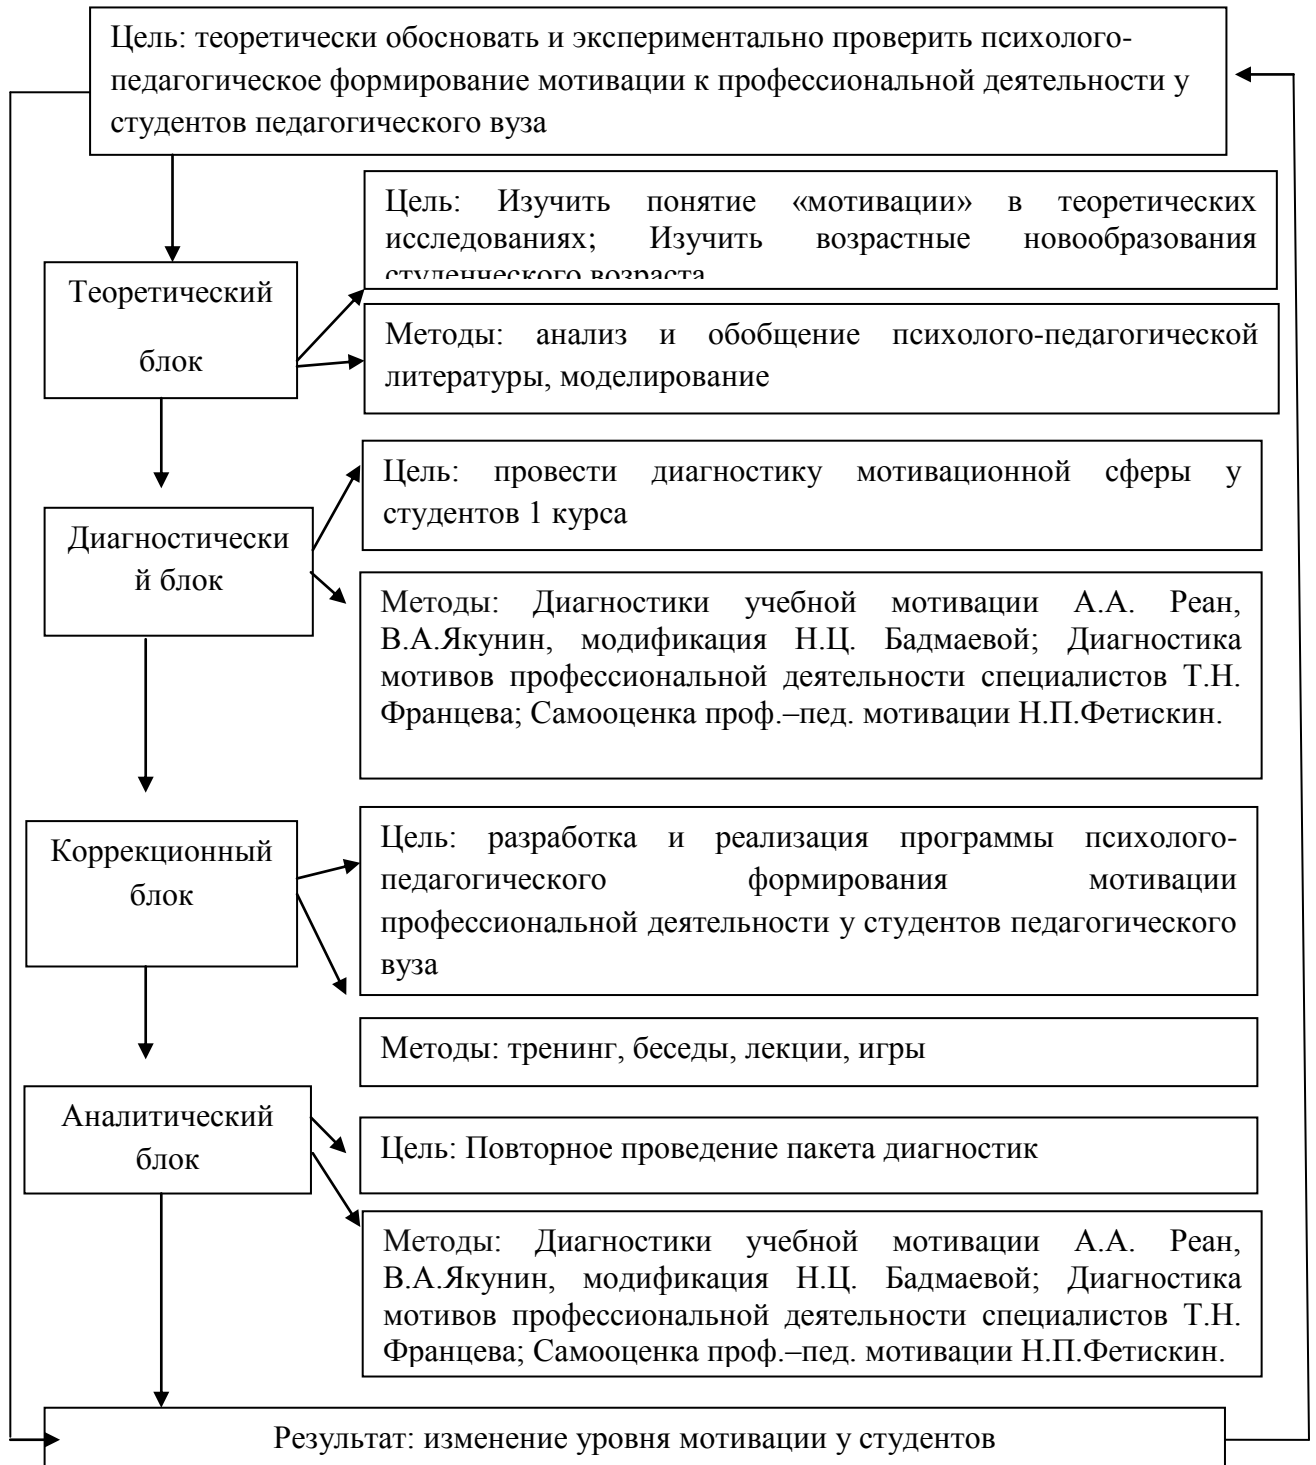 Цель: теоретически обосновать и экспериментально проверить психолого-
педагогическое формирование мотивации к профессиональной деятельности у
студентов педагогического вуза
Цель: Изучить понятие «мотивации» в теоретических
исследованиях; Изучить возрастные новообразования
студенческого возраста
Теоретический
блок
Методы: анализ и обобщение психолого-педагогической
литературы, моделирование
Цель: провести диагностику мотивационной сферы у
студентов 1 курса
Диагностически
й блок
Методы: Диагностики учебной мотивации А.А. Реан,
В.А.Якунин, модификация Н.Ц. Бадмаевой; Диагностика
мотивов профессиональной деятельности специалистов Т.Н.
Францева; Самооценка проф.–пед. мотивации Н.П.Фетискин.
Коррекционный
блок
Цель: разработка и реализация программы психолого-
педагогического формирования мотивации
профессиональной деятельности у студентов педагогического
вуза
Методы: тренинг, беседы, лекции, игры
Аналитический
блок
Цель: Повторное проведение пакета диагностик
Методы: Диагностики учебной мотивации А.А. Реан,
В.А.Якунин, модификация Н.Ц. Бадмаевой; Диагностика
мотивов профессиональной деятельности специалистов Т.Н.
Францева; Самооценка проф.–пед. мотивации Н.П.Фетискин.
Результат: изменение уровня мотивации у студентов